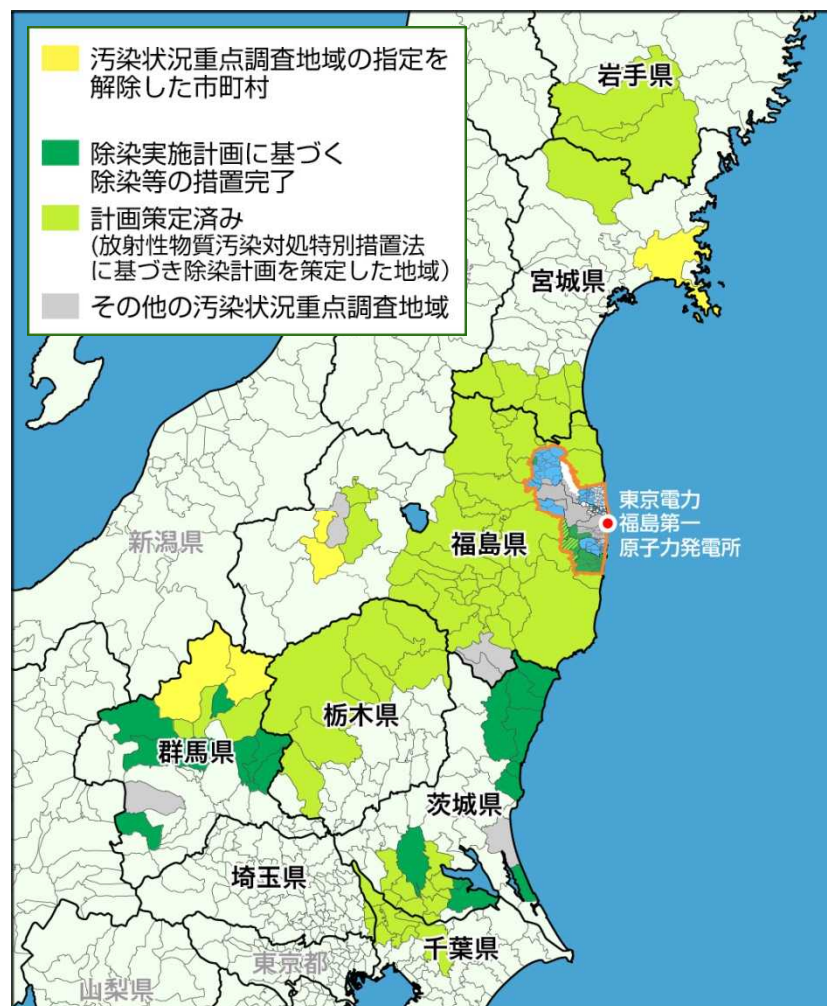 汚染状況重点調査地域の指定を
解除した市町村
除染実施計画に基づく
除染等の措置完了
計画策定済み
(放射性物質汚染対処特別措置法
に基づき除染計画を策定した地域)
その他の汚染状況重点調査地域
岩手県
宮城県
東京電力
福島第一
原子力発電所
新潟県
福島県
栃木県
群馬県
茨城県
埼玉県
千葉県
東京都
山梨県